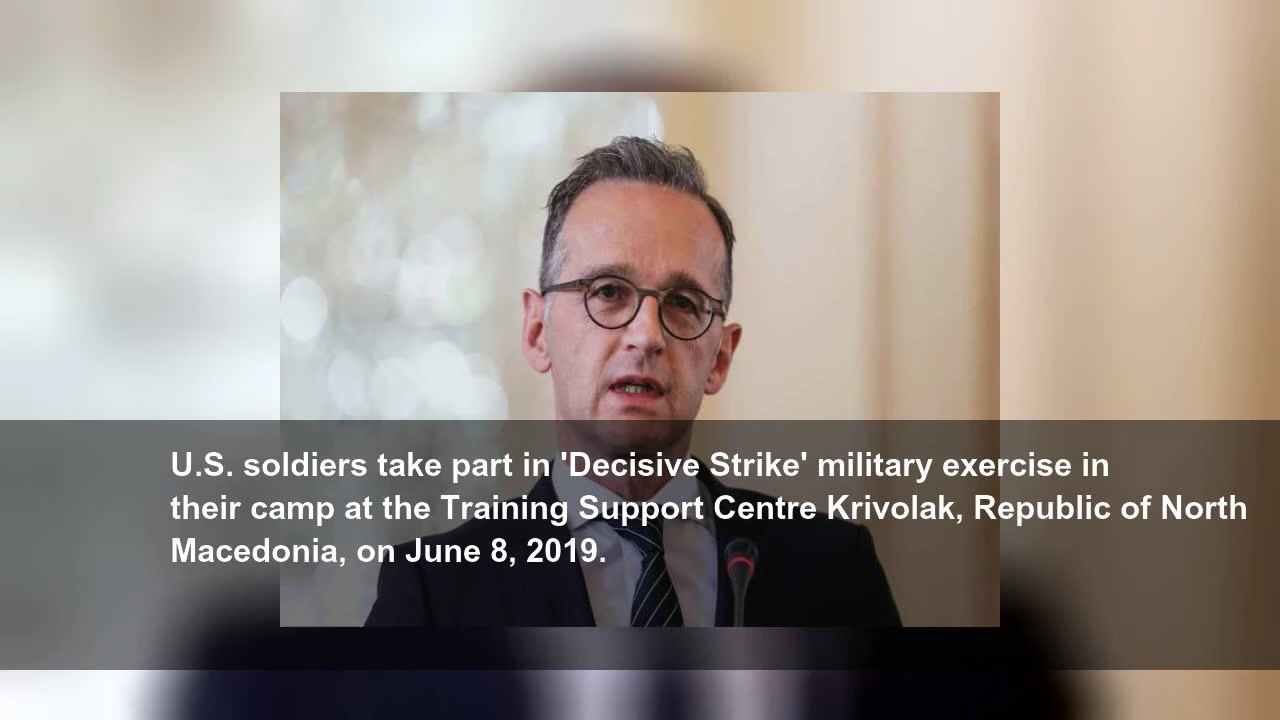 U.S. soldiers take part in 'Decisive Strike' military exercise in
their camp at the Training Support Centre Krivolak, Republic of North
Macedonia, on June 8, 2019.